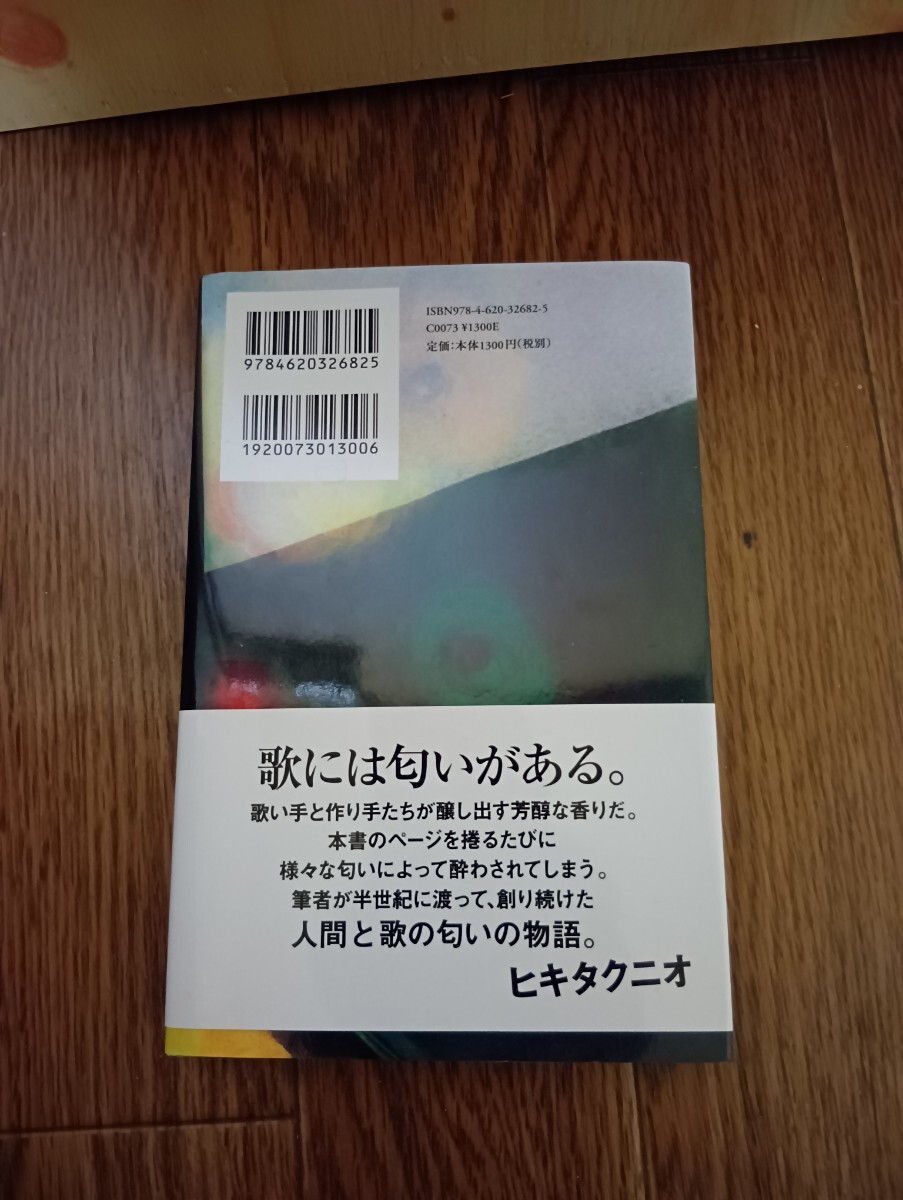 9784620326825
1920073013006
ISBN978-4-620-32682-5
C0073 ¥1300E
定価：本体1300円（税別）
歌には匂いがある。
歌い手と作り手たちが醸し出す芳醇な香りだ。
本書のページを捲るたびに
様々な匂いによって酔わされてしまう。
筆者が半世紀に渡って、創り続けた
人間と歌の匂いの物語。
ヒキタクニオ